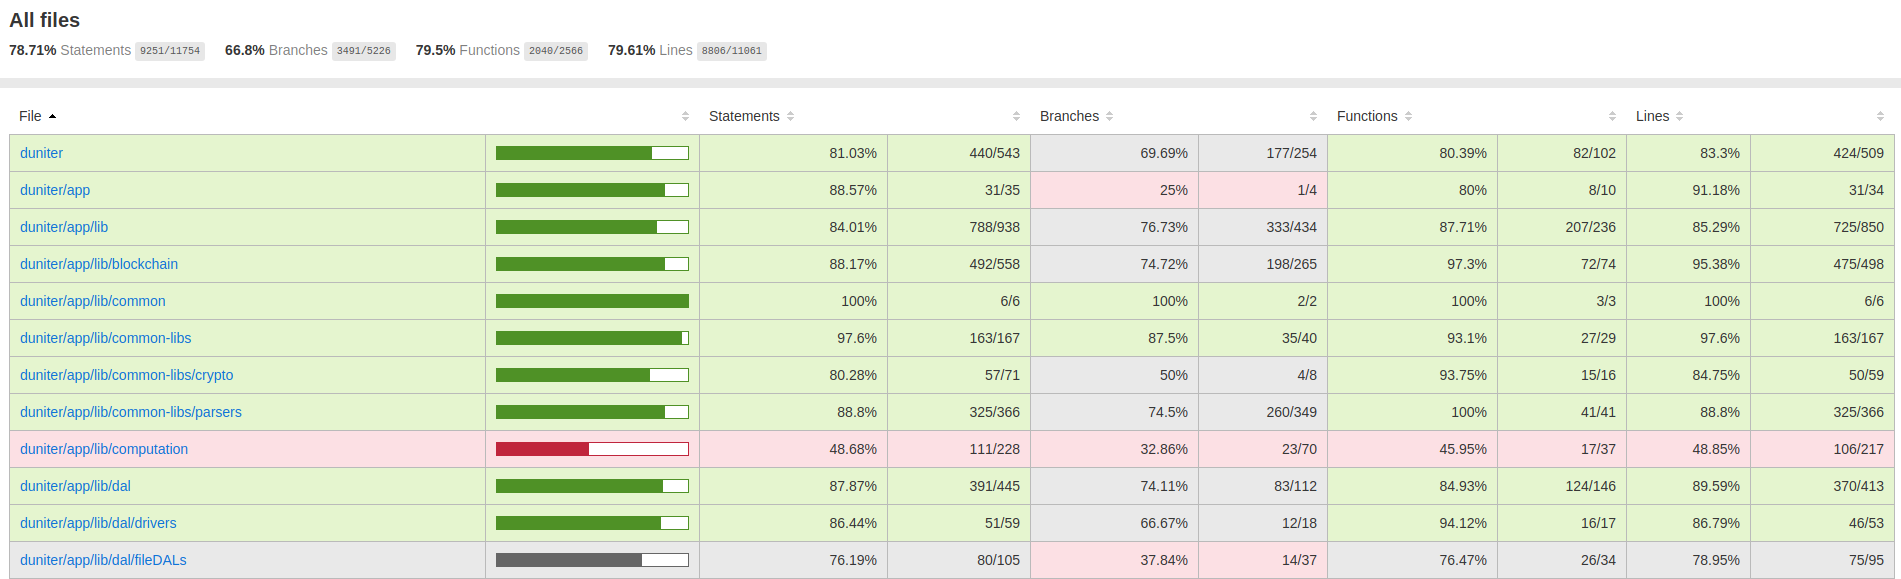 All files
78.71% Statements 9251/11754 66.8% Branches 3491/5226 79.5% Functions 2040/2566 79.61% Lines 8806/11061
File Statements Branches Functions Lines
duniter 81.03% 440/543 69.69% 177/254 80.39% 82/102 83.3% 424/509
duniter/app 88.57% 31/35 25% 1/4 80% 8/10 91.18% 31/34
duniter/app/lib 84.01% 788/938 76.73% 333/434 87.71% 207/236 85.29% 725/850
duniter/app/lib/blockchain 88.17% 492/558 74.72% 198/265 97.3% 72/74 95.38% 475/498
duniter/app/lib/common 100% 6/6 100% 2/2 100% 3/3 100% 6/6
duniter/app/lib/common-libs 97.6% 163/167 87.5% 35/40 93.1% 27/29 97.6% 163/167
duniter/app/lib/common-libs/crypto 80.28% 57/71 50% 4/8 93.75% 15/16 84.75% 50/59
duniter/app/lib/common-libs/parsers 88.8% 325/366 74.5% 260/349 100% 41/41 88.8% 325/366
duniter/app/lib/computation 48.68% 111/228 32.86% 23/70 45.95% 17/37 48.85% 106/217
duniter/app/lib/dal 87.87% 391/445 74.11% 83/112 84.93% 124/146 89.59% 370/413
duniter/app/lib/dal/drivers 86.44% 51/59 66.67% 12/18 94.12% 16/17 86.79% 46/53
duniter/app/lib/dal/fileDALs 76.19% 80/105 37.84% 14/37 76.47% 26/34 78.95% 75/95